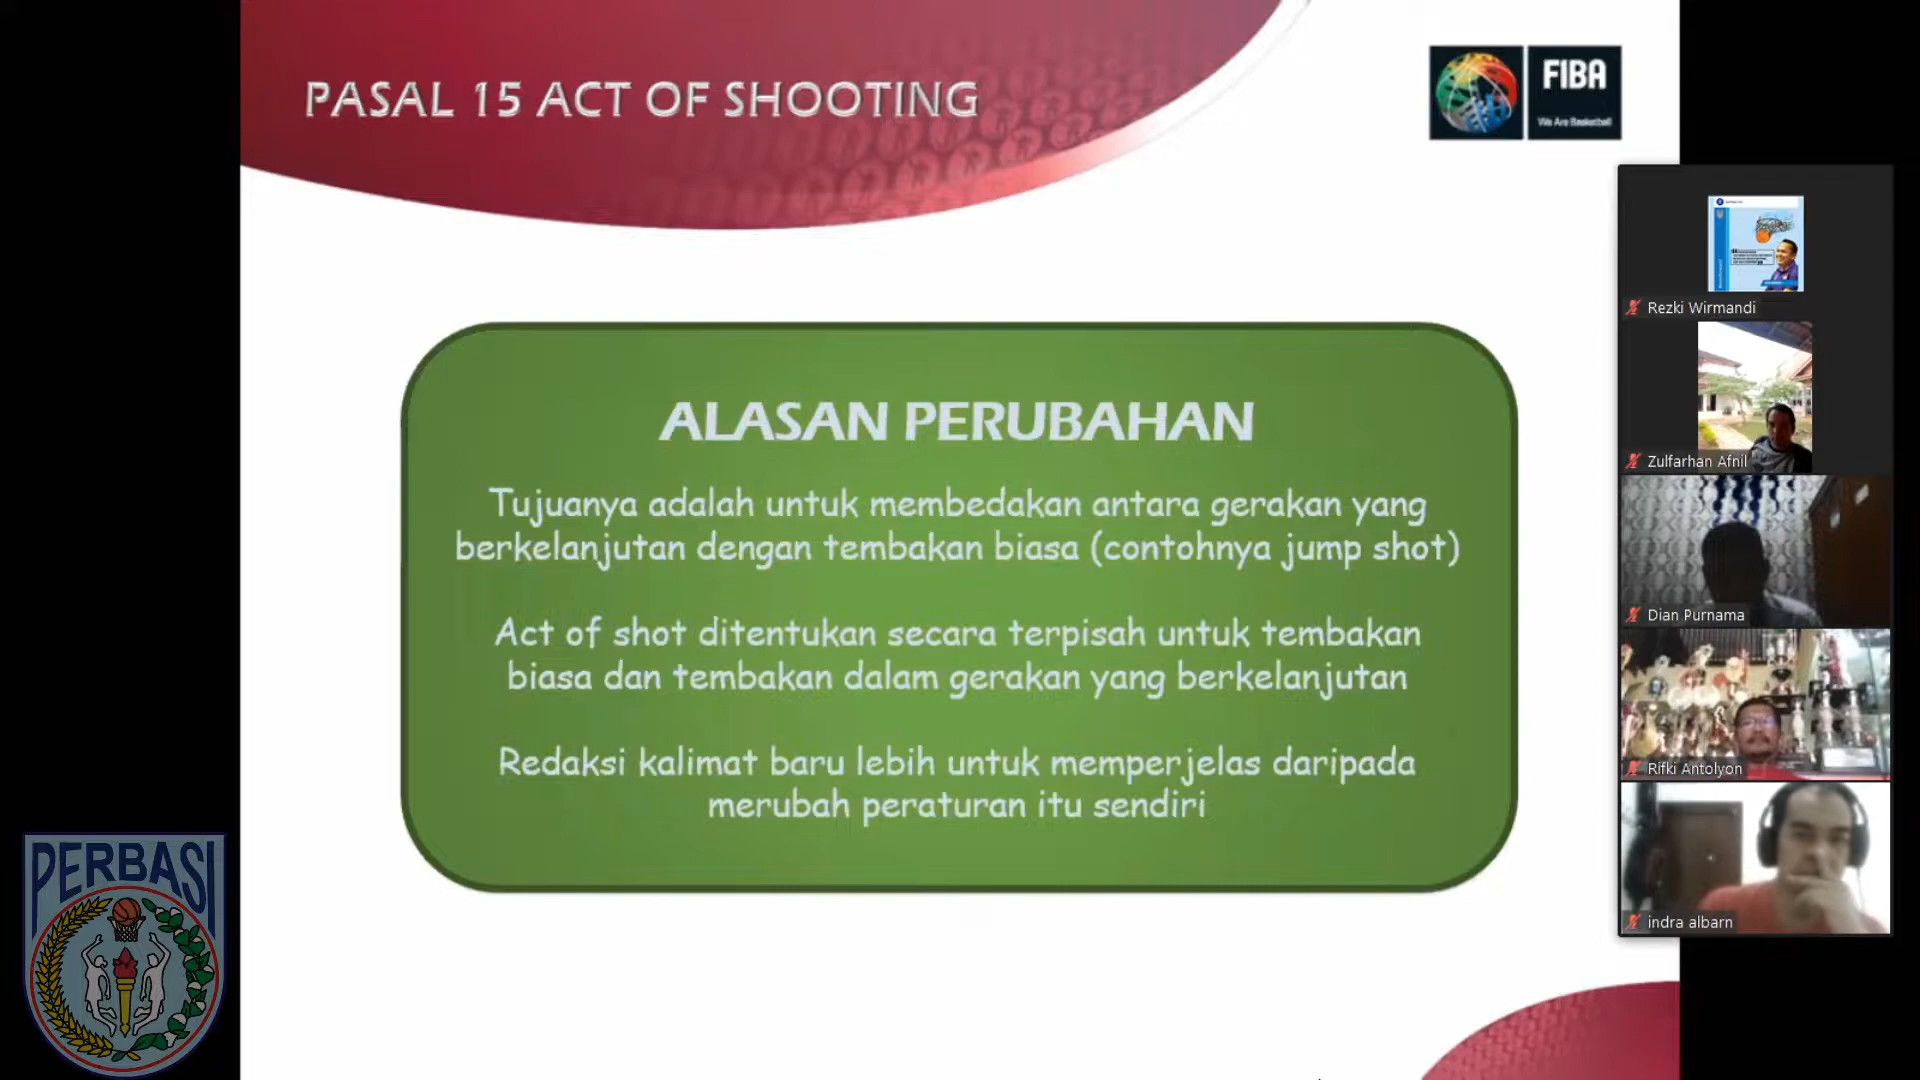 PASAL 15 ACT OF SHOOTING
FIBA
We Are Basketball
ALASAN PERUBAHAN
Tujuanya adalah untuk membedakan antara gerakan yang
berkelanjutan dengan tembakan biasa (contohnya jump shot)
Act of shot ditentukan secara terpisah untuk tembakan
biasa dan tembakan dalam gerakan yang berkelanjutan
Redaksi kalimat baru lebih untuk memperjelas daripada
merubah peraturan itu sendiri
Rezki Wirmandi
Zulfarhan Afnil
Dian Purnama
Rifki Antolyon
indra albarn
PERBASI